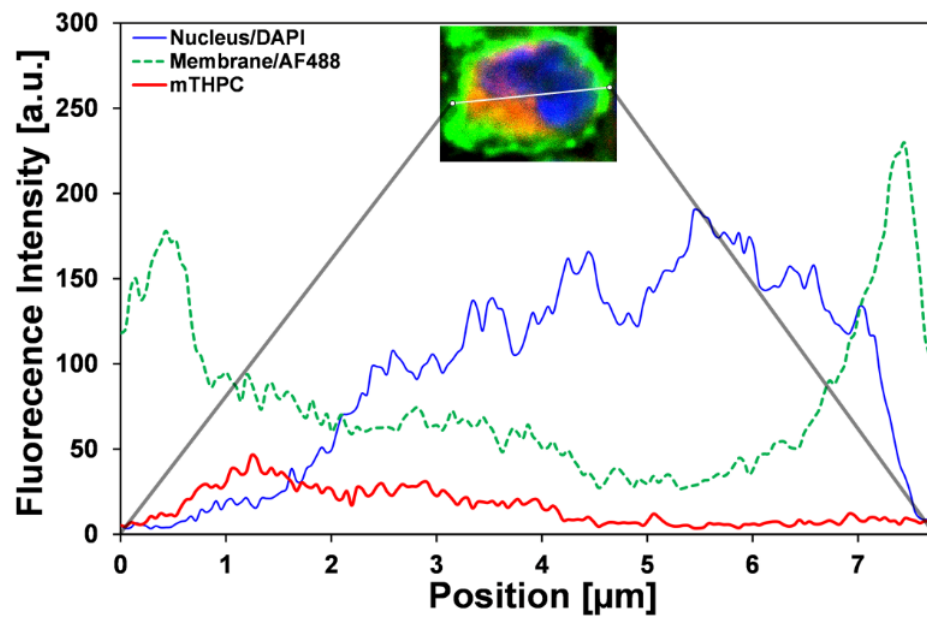 300
250
200
150
100
50
0
Fluorecence Intensity [a.u.]
Nucleus/DAPI
Membrane/AF488
mTHPC
0 1 2 3 4 5 6 7
Position [µm]